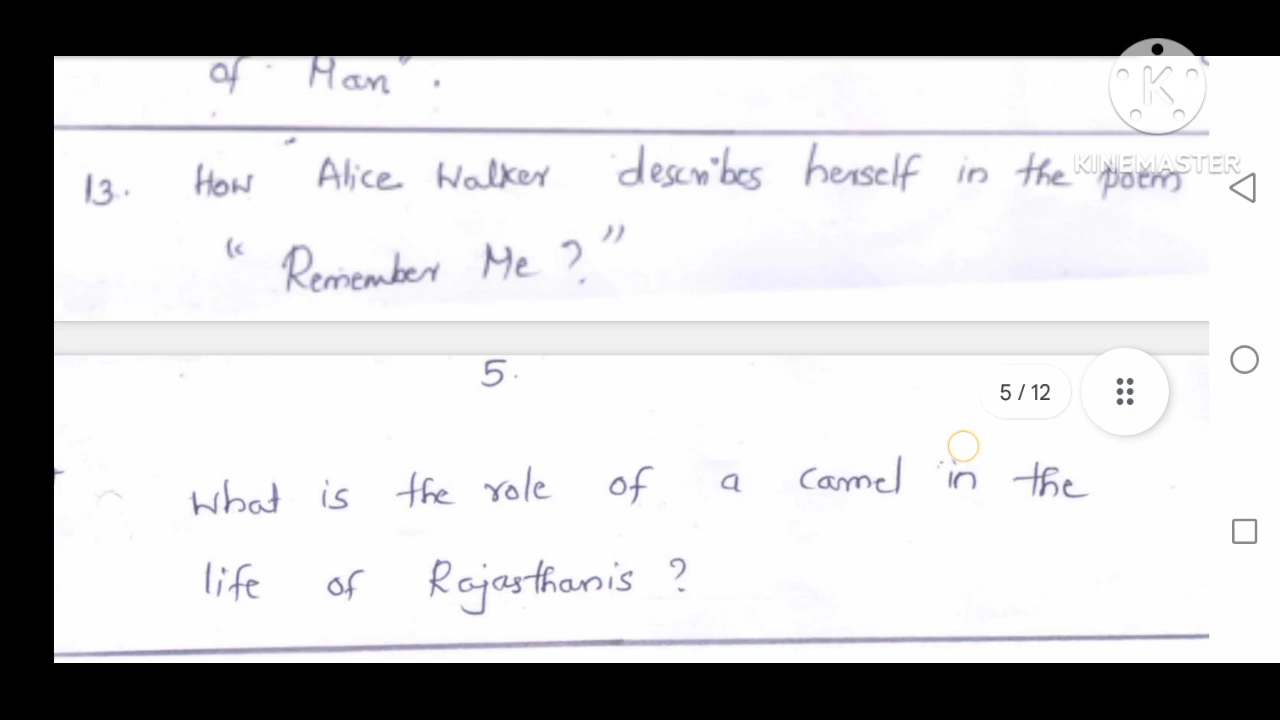 of Man".
13. How Alice Walker describes herself in the poem
" Remember Me ? "
5.
What is the role of a camel in the
life of Rajasthanis ?
K
KINEMASTER
5 / 12